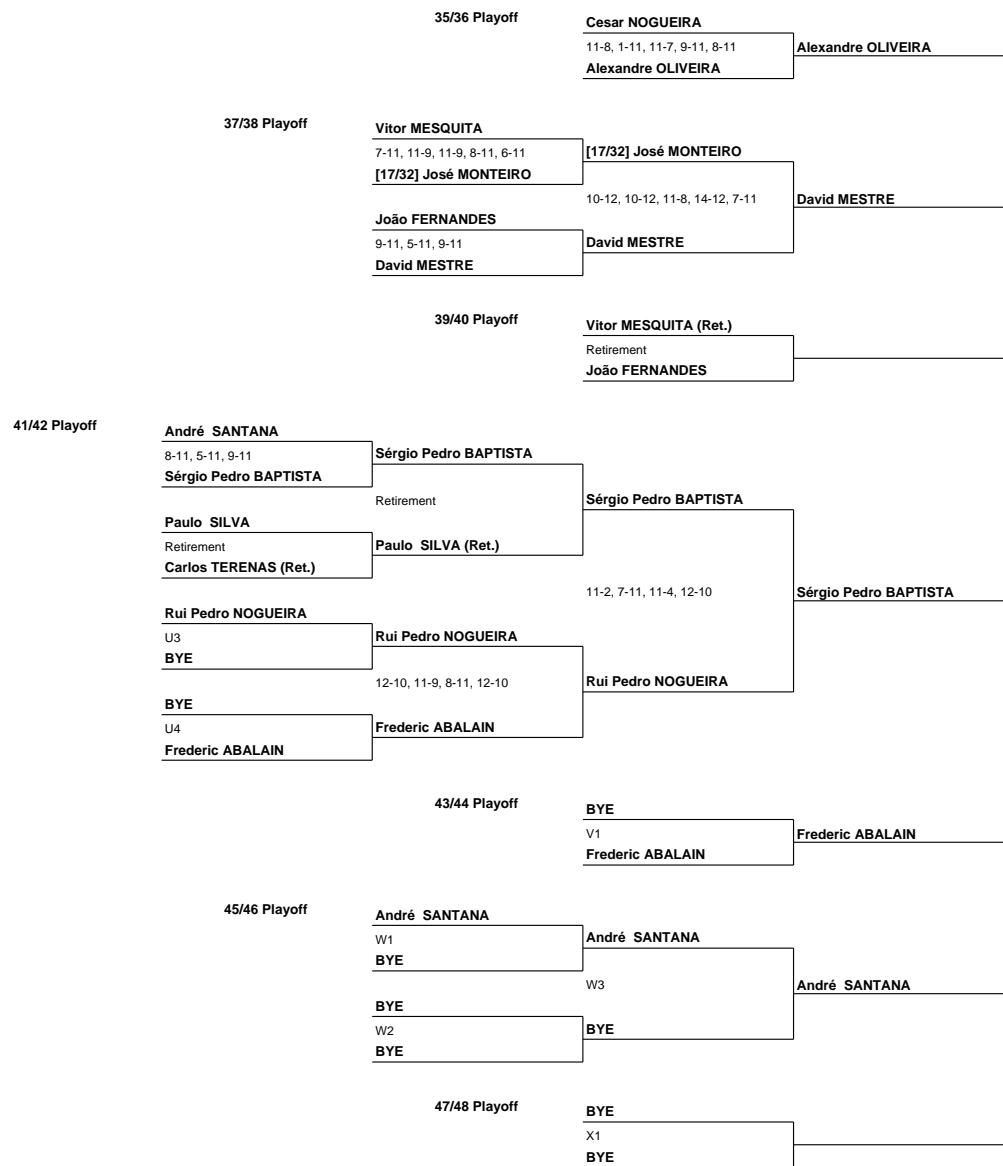 35/36 Playoff
Cesar NOGUEIRA
11-8, 1-11, 11-7, 9-11, 8-11
Alexandre OLIVEIRA
Alexandre OLIVEIRA
37/38 Playoff
Vitor MESQUITA
7-11, 11-9, 11-9, 8-11, 6-11
[17/32] José MONTEIRO
[17/32] José MONTEIRO
10-12, 10-12, 11-8, 14-12, 7-11
David MESTRE
João FERNANDES
9-11, 5-11, 9-11
David MESTRE
David MESTRE
39/40 Playoff
Vitor MESQUITA (Ret.)
Retirement
João FERNANDES
41/42 Playoff
André  SANTANA
8-11, 5-11, 9-11
Sérgio Pedro BAPTISTA
Sérgio Pedro BAPTISTA
Retirement
Sérgio Pedro BAPTISTA
Paulo  SILVA
Retirement
Paulo  SILVA (Ret.)
Carlos TERENAS (Ret.)
11-2, 7-11, 11-4, 12-10
Sérgio Pedro BAPTISTA
Rui Pedro NOGUEIRA
U3
Rui Pedro NOGUEIRA
BYE
12-10, 11-9, 8-11, 12-10
Rui Pedro NOGUEIRA
BYE
U4
Frederic ABALAIN
Frederic ABALAIN
43/44 Playoff
BYE
V1
Frederic ABALAIN
Frederic ABALAIN
45/46 Playoff
André  SANTANA
W1
André  SANTANA
BYE
W3
André  SANTANA
BYE
W2
BYE
BYE
47/48 Playoff
BYE
X1
BYE